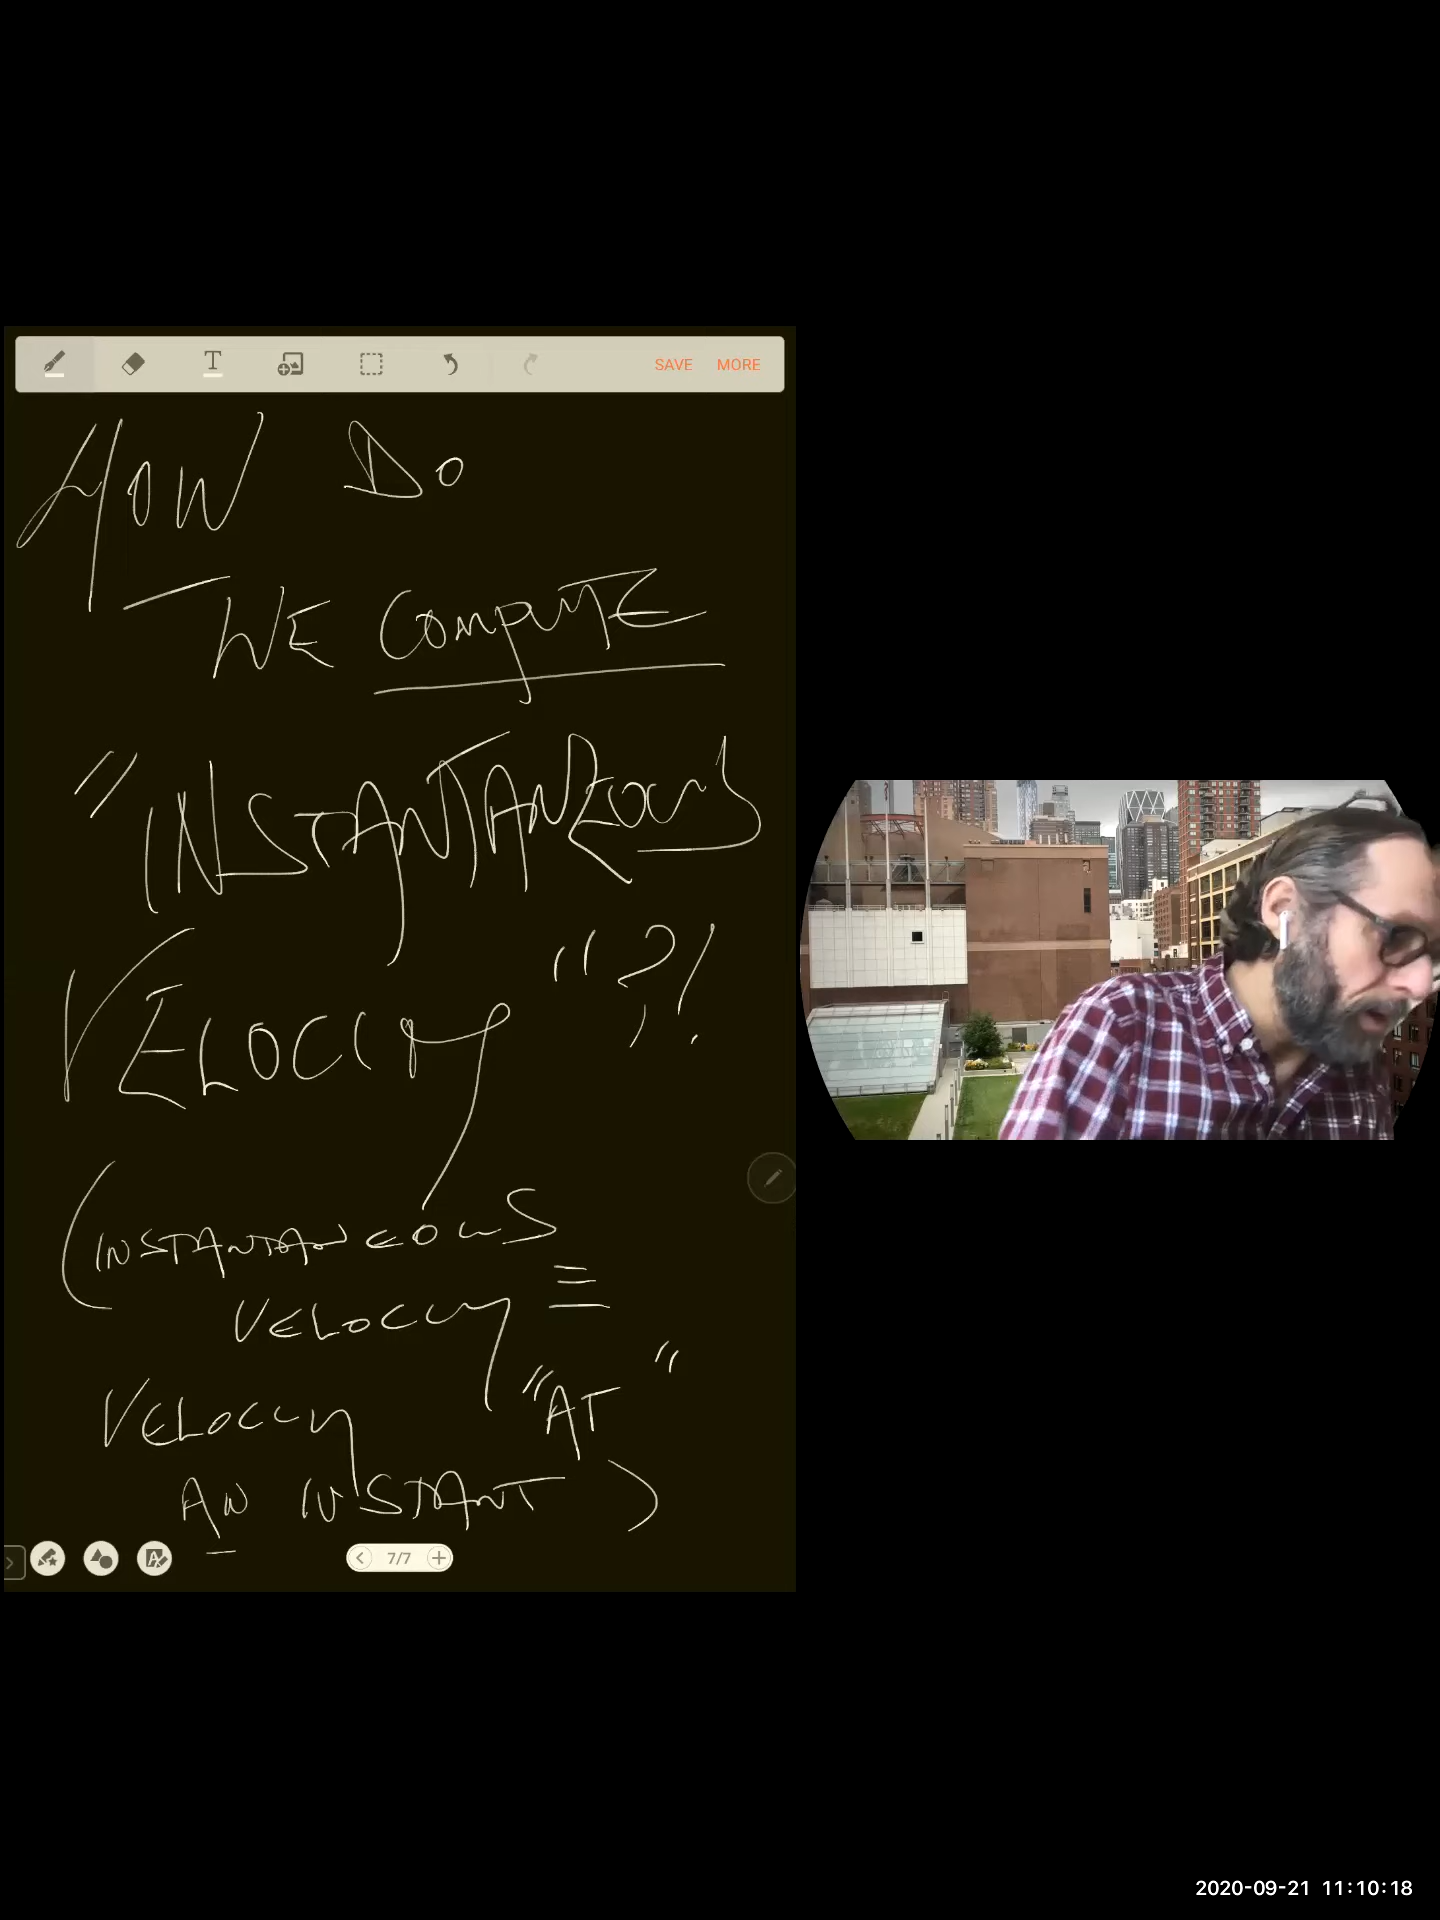 SAVE MORE
HOW DO
WE COMPUTE
"INSTANTANEOUS
VELOCITY"?!
(INSTANTANEOUS
VELOCITY ≡
VELOCITY "AT"
AN INSTANT)
7/7
2020-09-21 11:10:18